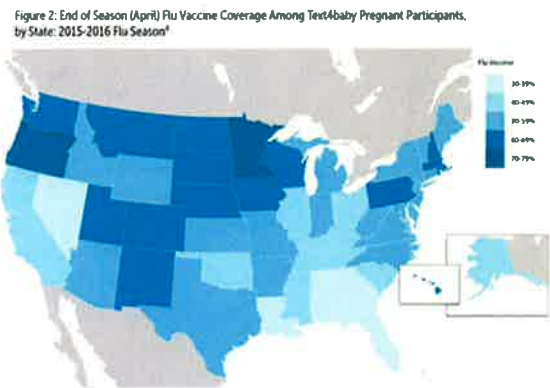 Figure 2: End of Season (April) Flu Vaccine Coverage Among Text4baby Pregnant Participants,
by State: 2015-2016 Flu Season⁴
Flu Vaccine
30-39%
40-49%
50-59%
60-69%
70-79%